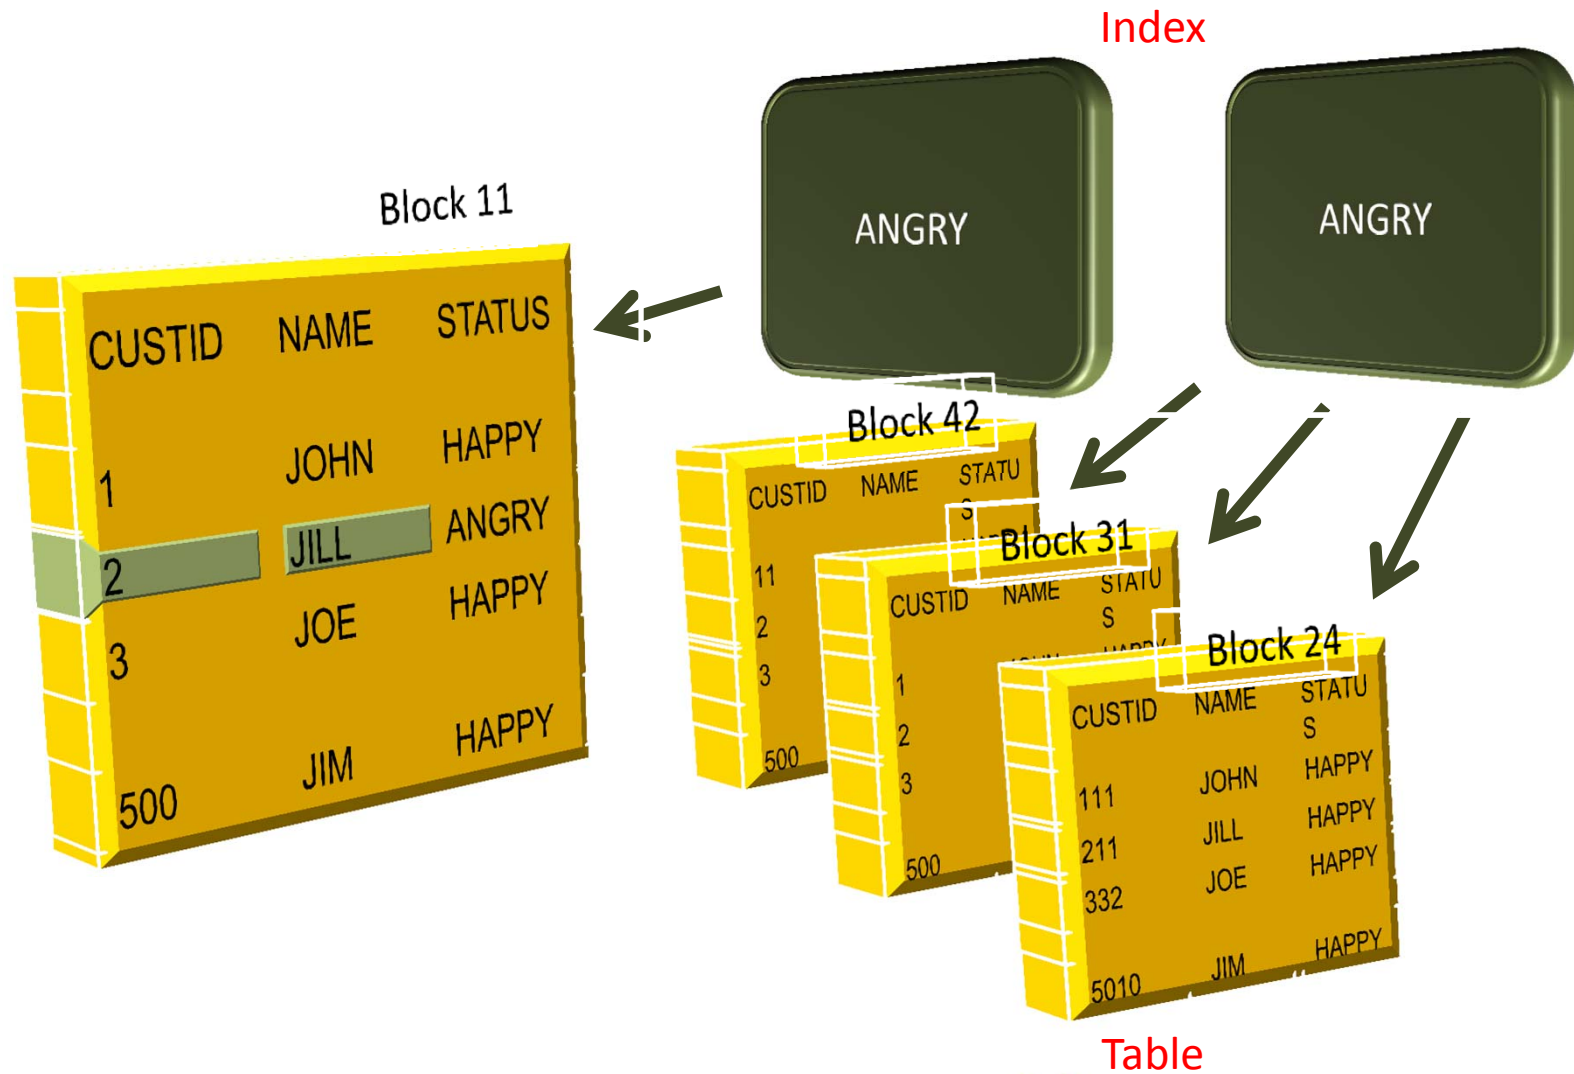 Index
ANGRY
ANGRY
Block 11
CUSTID NAME STATUS
1 JOHN HAPPY
2 JILL ANGRY
3 JOE HAPPY
500 JIM HAPPY
Block 42
CUSTID NAME STATU
S
11
2
3
500
Block 31
CUSTID NAME STATU
S
1
2
3
500
Block 24
CUSTID NAME STATU
S
111 JOHN HAPPY
211 JILL HAPPY
332 JOE HAPPY
5010 JIM HAPPY
Table